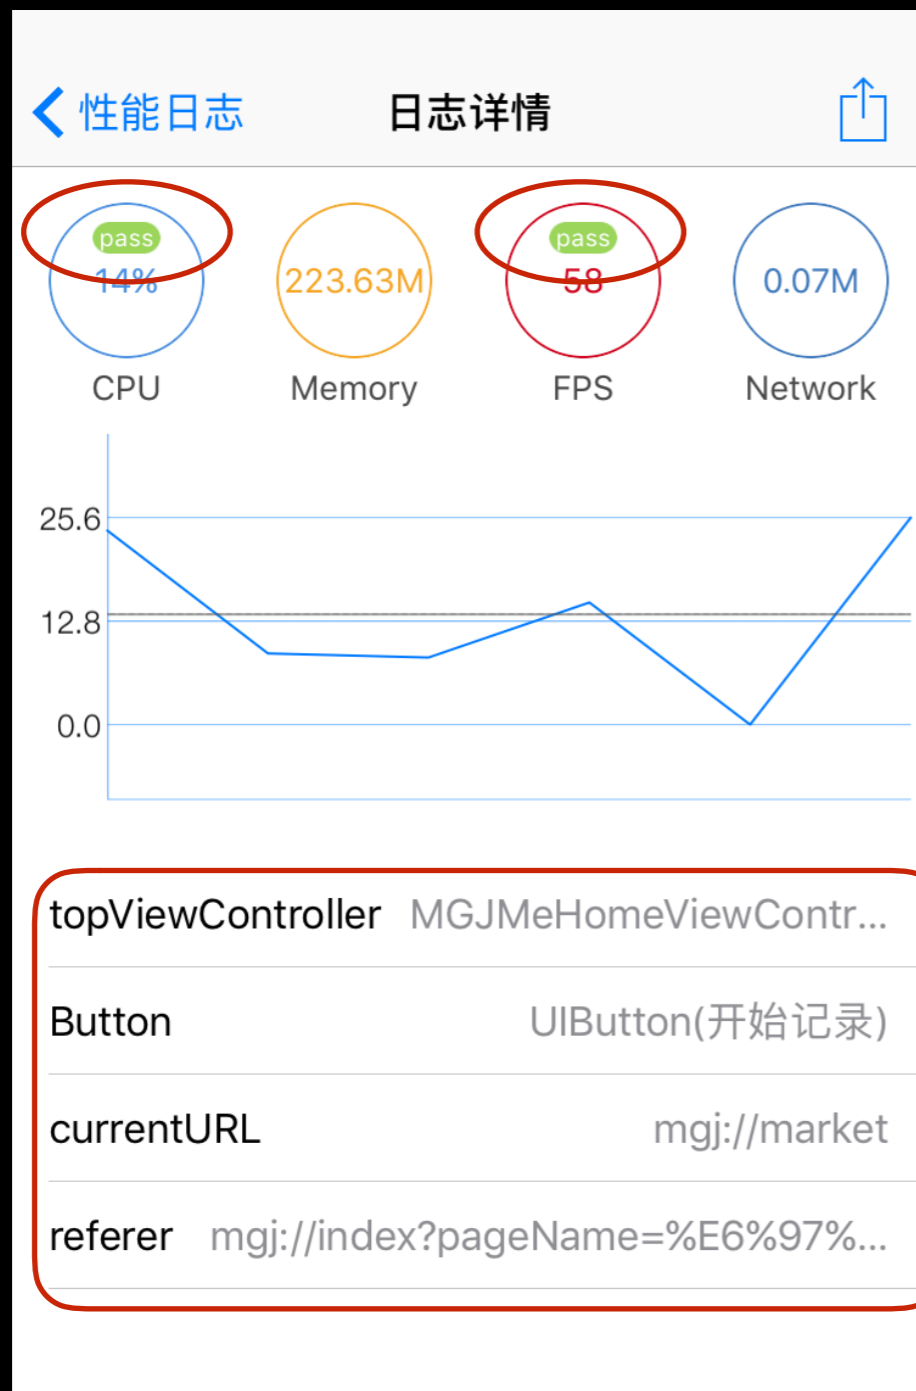 性能日志 日志详情
pass pass
14% 223.63M 58 0.07M
CPU Memory FPS Network
25.6
12.8
0.0
topViewController MGJMeHomeViewContr...
Button UIButton(开始记录)
currentURL mgj://market
referer mgj://index?pageName=%E6%97%...